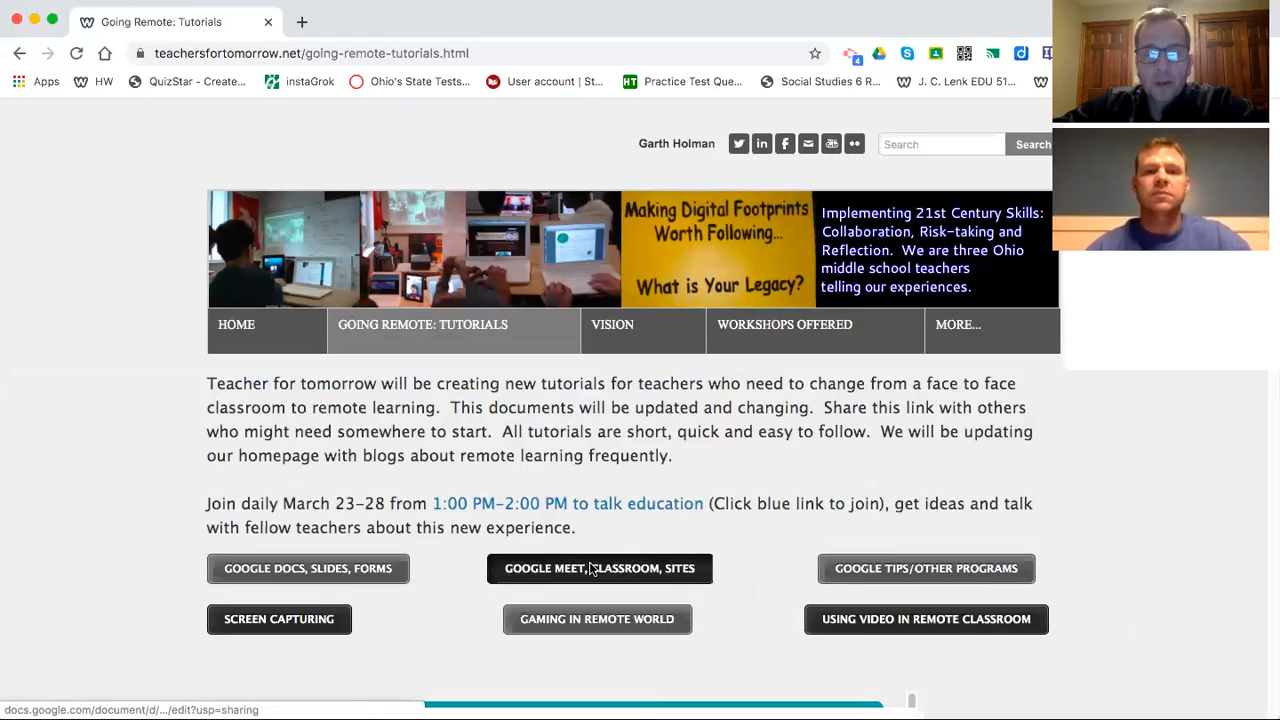 Going Remote: Tutorials
teachersfortomorrow.net/going-remote-tutorials.html
4
Apps
HW
QuizStar - Create...
instaGrok
Ohio's State Tests...
User account | St...
HT
Practice Test Que...
Social Studies 6 R...
J. C. Lenk EDU 51...
Garth Holman
Search
Search
Making Digital Footprints
Worth Following...
What is Your Legacy?
Implementing 21st Century Skills:
Collaboration, Risk-taking and
Reflection. We are three Ohio
middle school teachers
telling our experiences.
HOME
GOING REMOTE: TUTORIALS
VISION
WORKSHOPS OFFERED
MORE...
Teacher for tomorrow will be creating new tutorials for teachers who need to change from a face to face
classroom to remote learning. This documents will be updated and changing. Share this link with others
who might need somewhere to start. All tutorials are short, quick and easy to follow. We will be updating
our homepage with blogs about remote learning frequently.
Join daily March 23-28 from 1:00 PM-2:00 PM to talk education (Click blue link to join), get ideas and talk
with fellow teachers about this new experience.
GOOGLE DOCS, SLIDES, FORMS
GOOGLE MEET, CLASSROOM, SITES
GOOGLE TIPS/OTHER PROGRAMS
SCREEN CAPTURING
GAMING IN REMOTE WORLD
USING VIDEO IN REMOTE CLASSROOM
docs.google.com/document/d/.../edit?usp=sharing